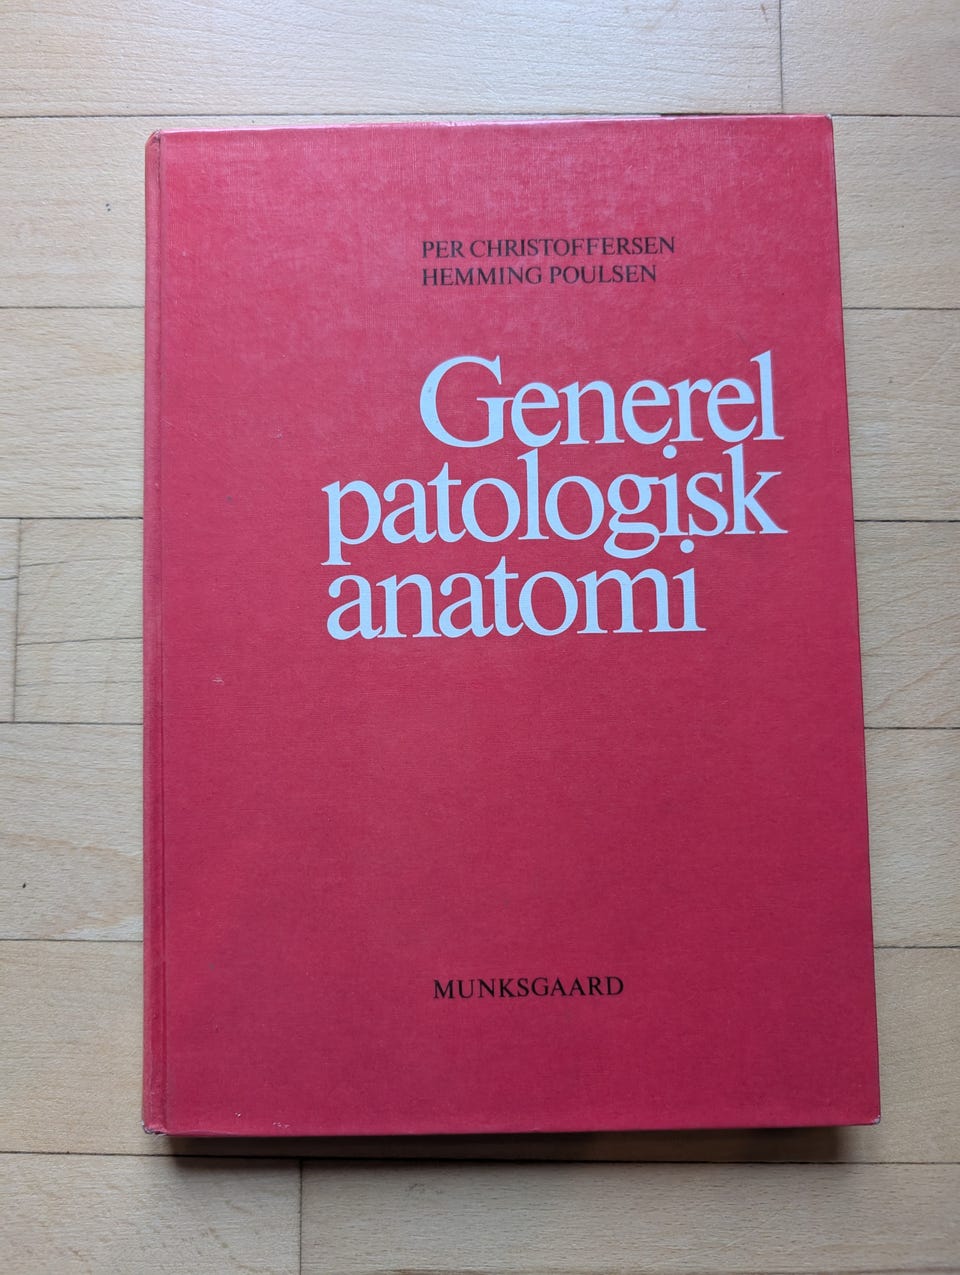 PER CHRISTOFFERSEN
HEMMING POULSEN
Generel
patologisk
anatomi
MUNKSGAARD